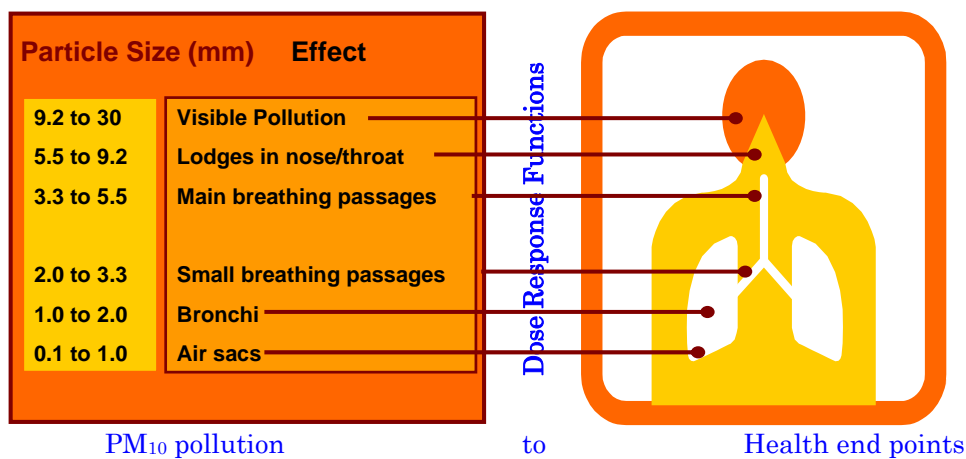 Particle Size (mm) Effect
9.2 to 30 Visible Pollution
5.5 to 9.2 Lodges in nose/throat
3.3 to 5.5 Main breathing passages
2.0 to 3.3 Small breathing passages
1.0 to 2.0 Bronchi
0.1 to 1.0 Air sacs
Dose Response Functions
PM₁₀ pollution to Health end points